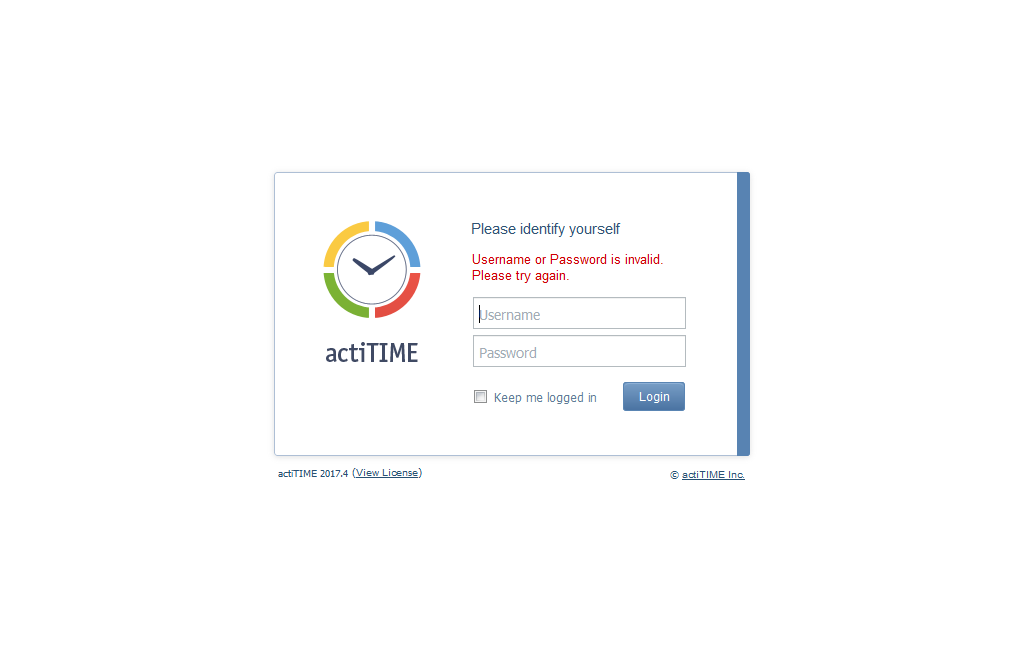 Please identify yourself
Username or Password is invalid.
Please try again.
Username
Password
Keep me logged in
Login
actiTIME
actiTIME 2017.4 (View License)
© actiTIME Inc.